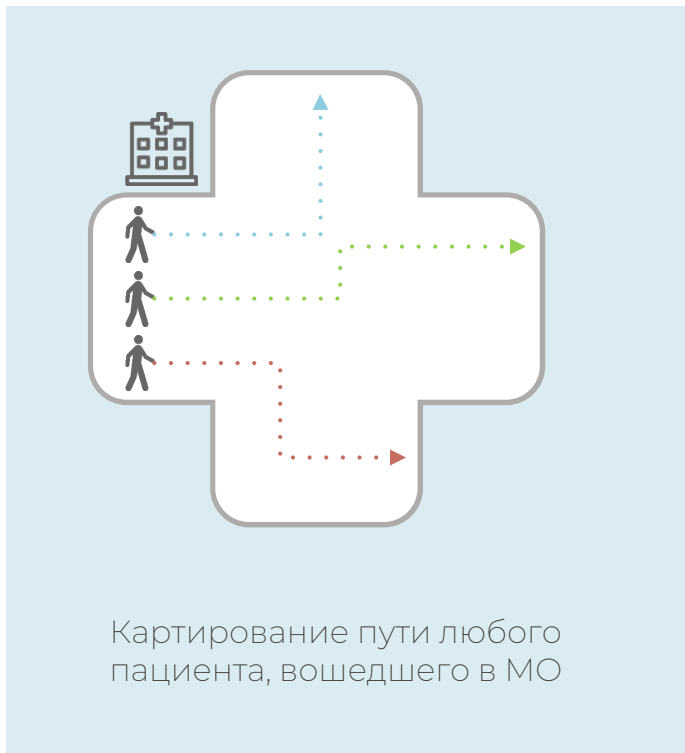 Картирование пути любого
пациента, вошедшего в МО